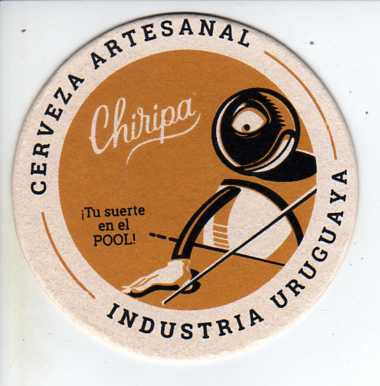 CERVEZA ARTESANAL
Chiripa
¡Tu suerte
en el
POOL!
INDUSTRIA URUGUAYA